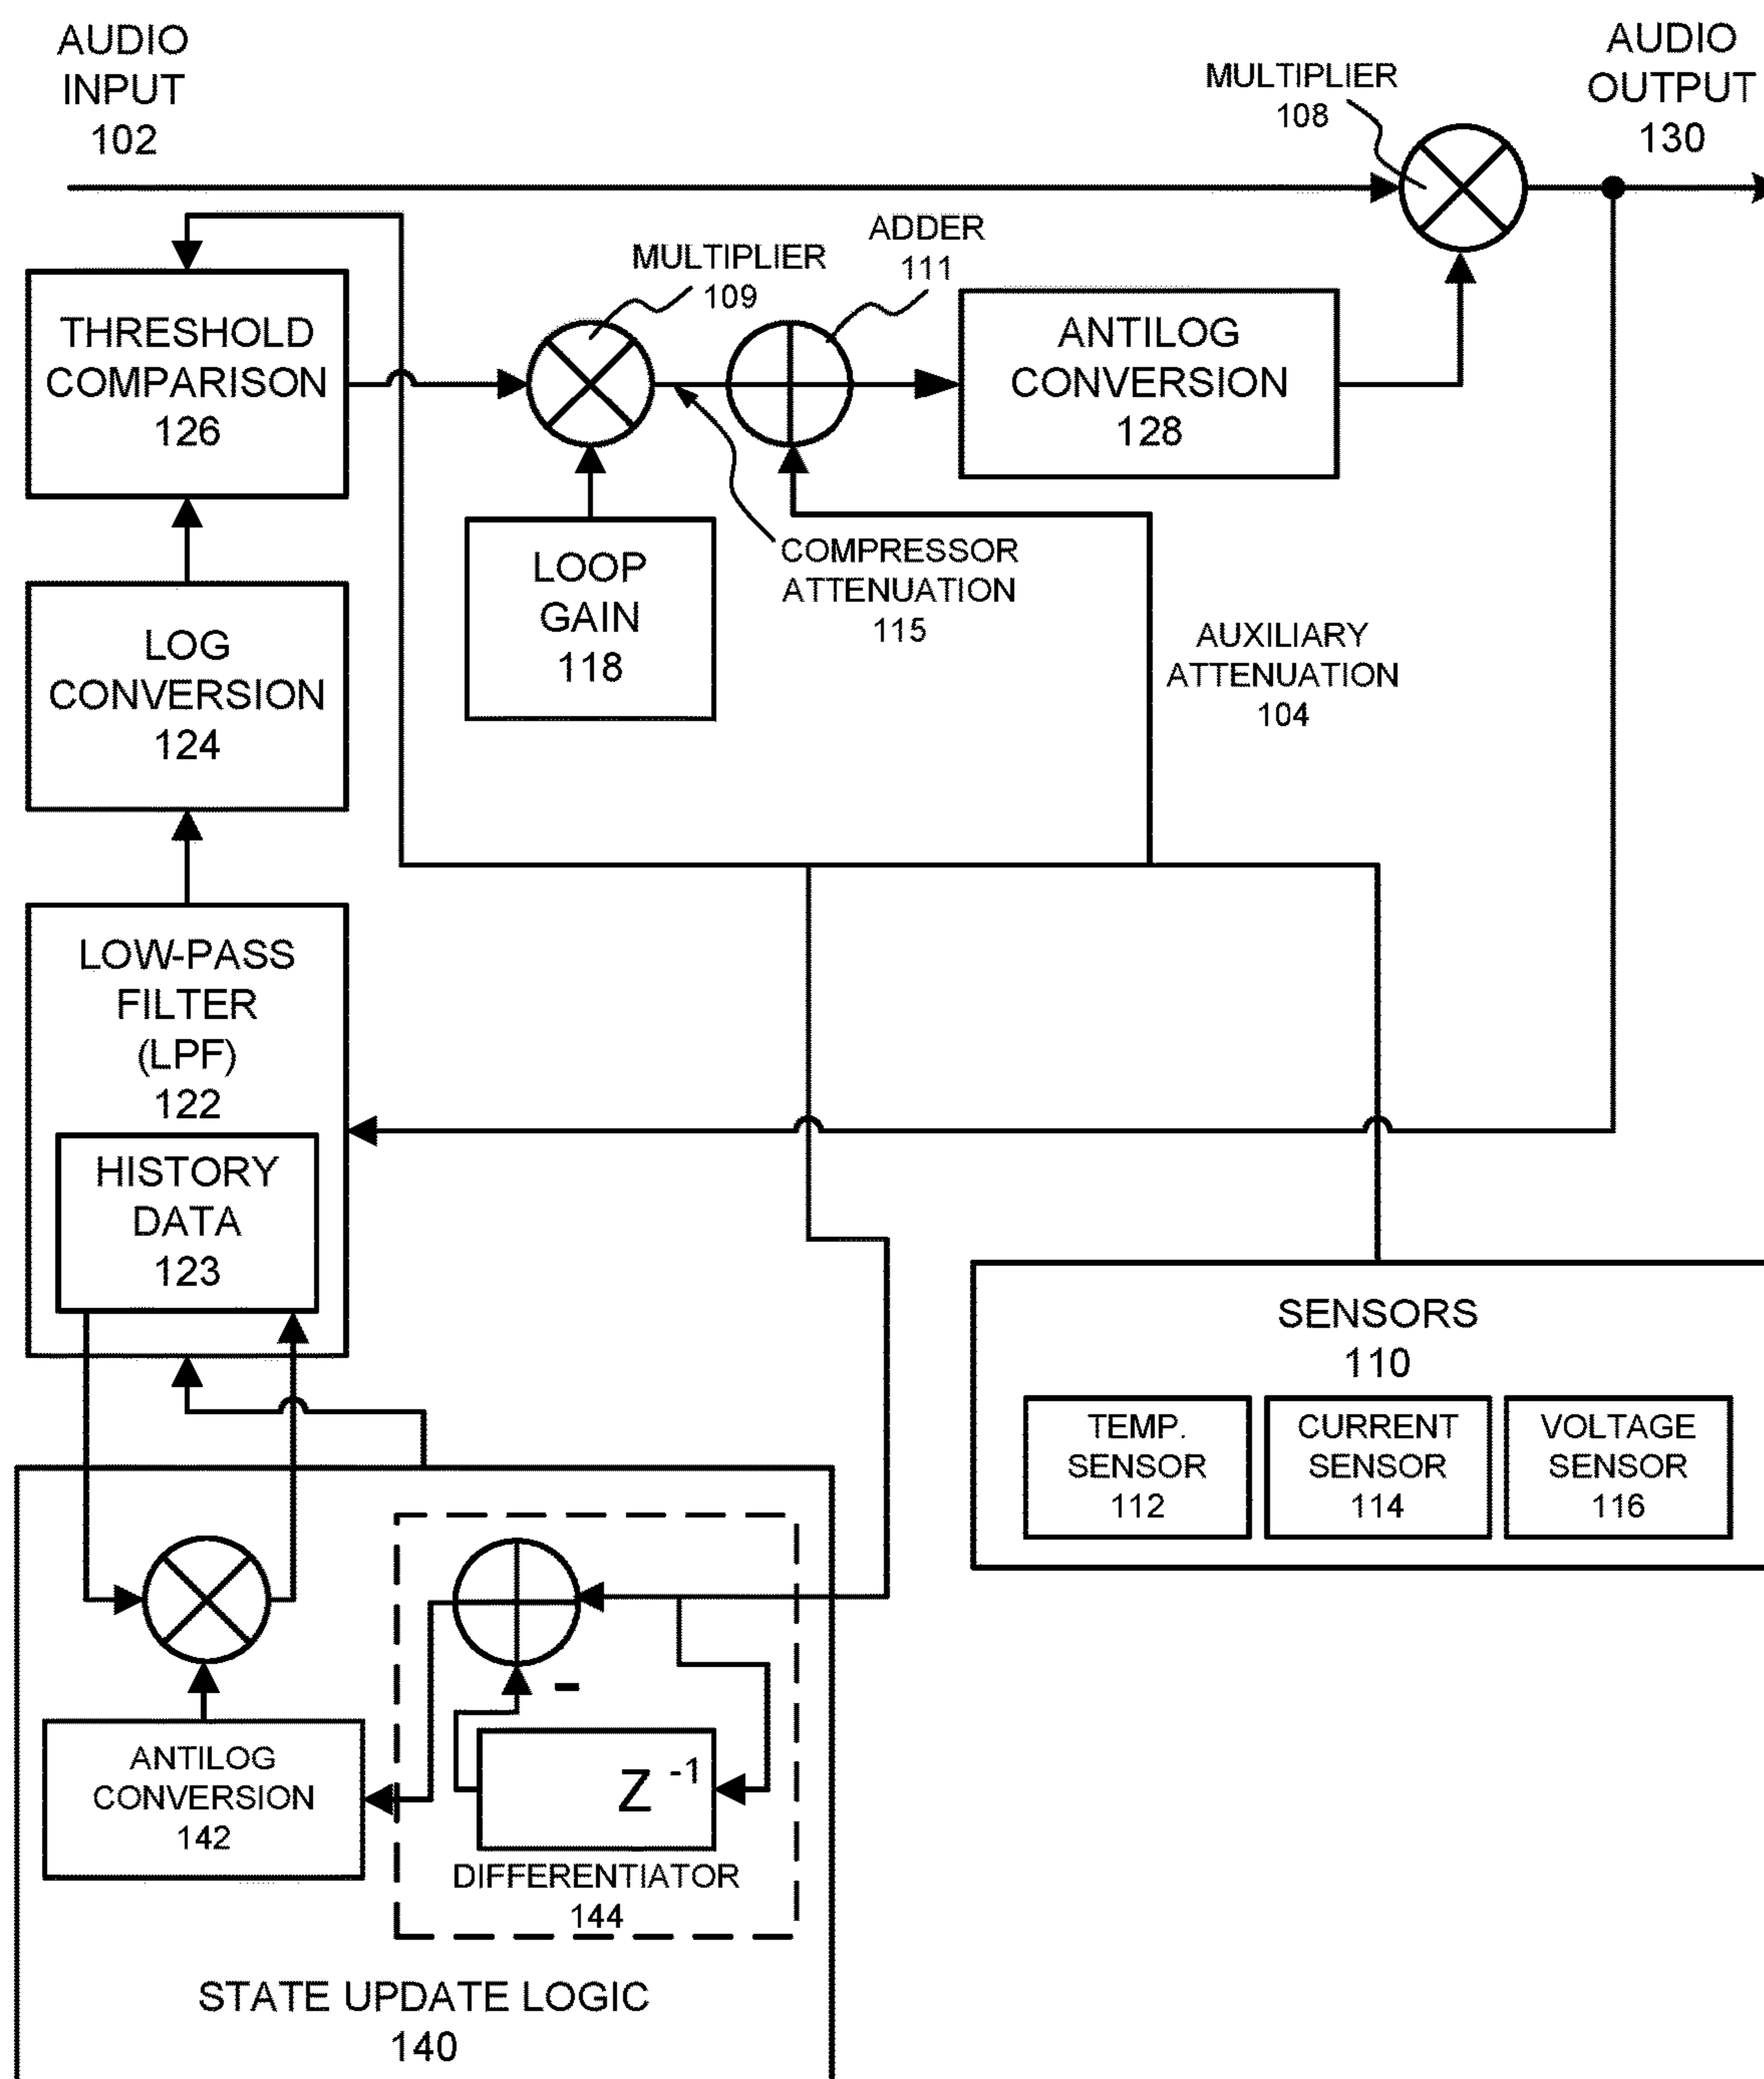 AUDIO
INPUT
102
AUDIO
OUTPUT
130
MULTIPLIER
108
ADDER
111
MULTIPLIER
109
THRESHOLD
COMPARISON
126
ANTILOG
CONVERSION
128
LOOP
GAIN
118
COMPRESSOR
ATTENUATION
115
LOG
CONVERSION
124
AUXILIARY
ATTENUATION
104
LOW-PASS
FILTER
(LPF)
122
HISTORY
DATA
123
SENSORS
110
TEMP.
SENSOR
112
CURRENT
SENSOR
114
VOLTAGE
SENSOR
116
-
Z -1
ANTILOG
CONVERSION
142
DIFFERENTIATOR
144
STATE UPDATE LOGIC
140